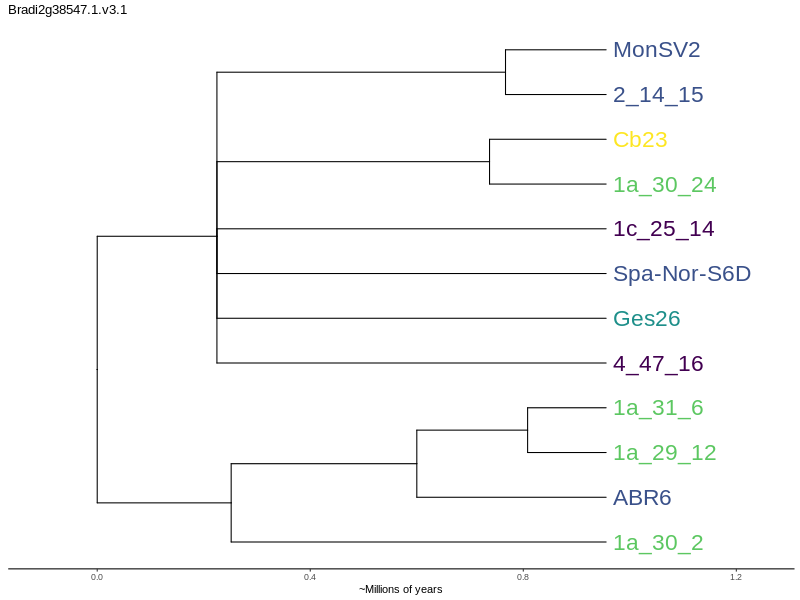 Bradi2g38547.1.v3.1
MonSV2
2_14_15
Cb23
1a_30_24
1c_25_14
Spa-Nor-S6D
Ges26
4_47_16
1a_31_6
1a_29_12
ABR6
1a_30_2
0.0 0.4 0.8 1.2
~Millions of years